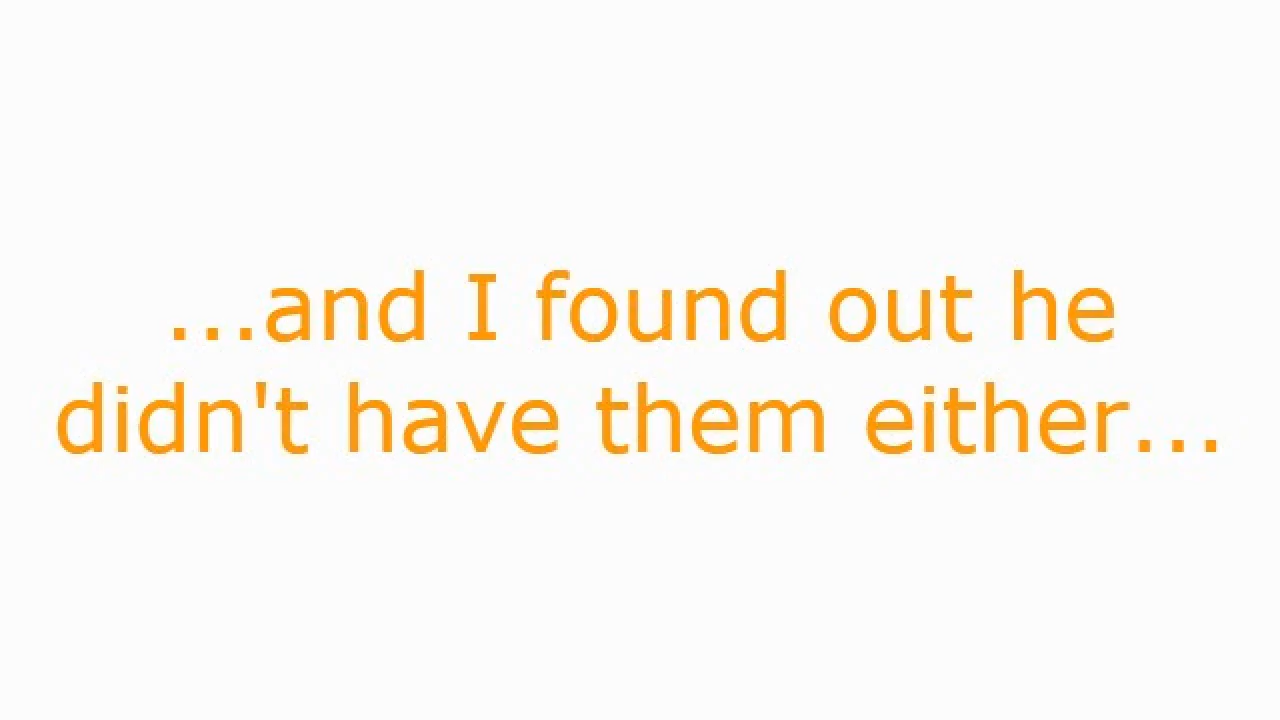 ...and I found out he
didn't have them either...